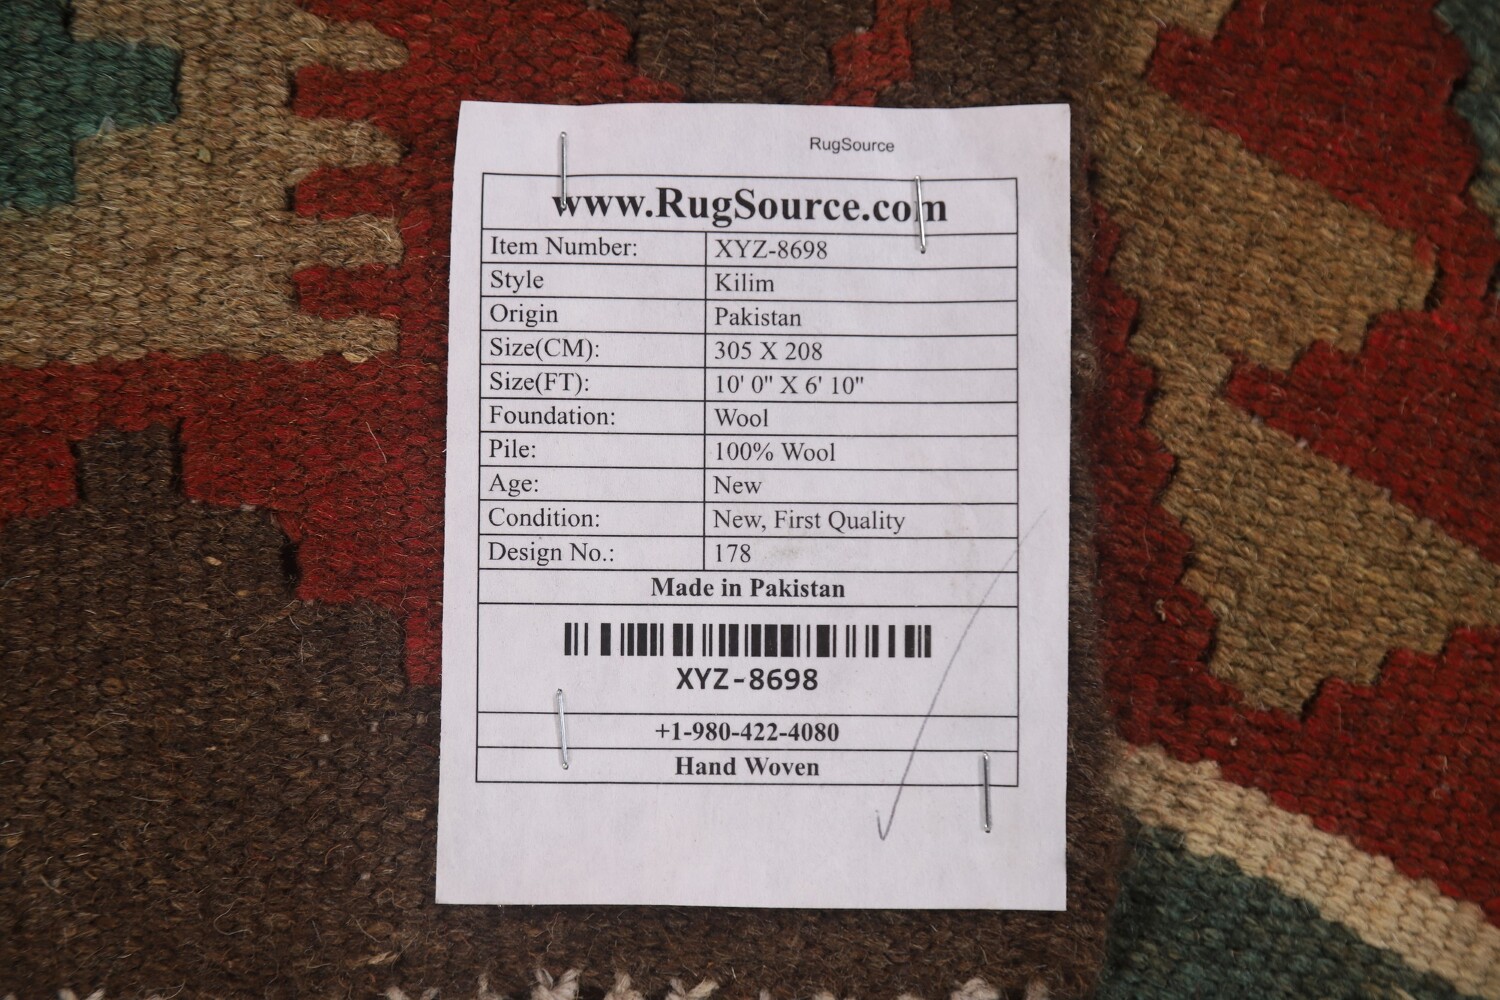 RugSource
www.RugSource.com
Item Number: XYZ-8698
Style Kilim
Origin Pakistan
Size(CM): 305 X 208
Size(FT): 10' 0" X 6' 10"
Foundation: Wool
Pile: 100% Wool
Age: New
Condition: New, First Quality
Design No.: 178
Made in Pakistan
XYZ-8698
+1-980-422-4080
Hand Woven